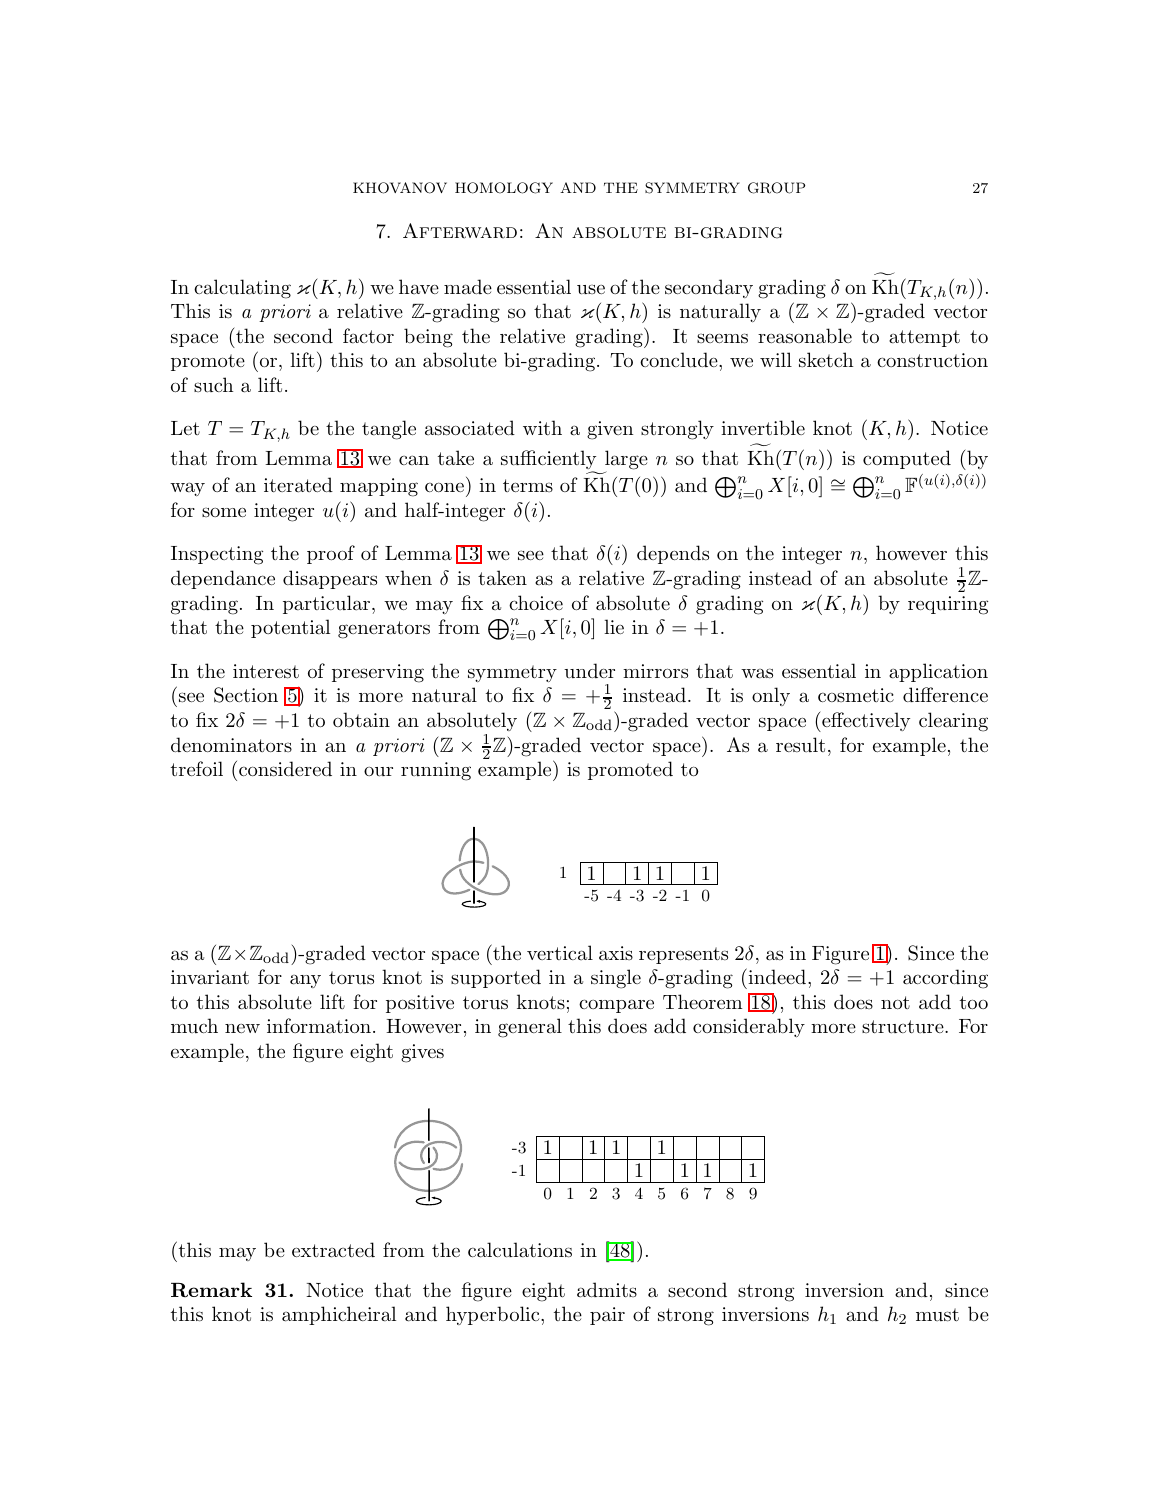 KHOVANOV HOMOLOGY AND THE SYMMETRY GROUP 27
7. Afterward: An absolute bi-grading
In calculating ϰ(K, h) we have made essential use of the secondary grading δ on K͂h(T_{K,h}(n)).
This is a priori a relative ℤ-grading so that ϰ(K, h) is naturally a (ℤ × ℤ)-graded vector
space (the second factor being the relative grading). It seems reasonable to attempt to
promote (or, lift) this to an absolute bi-grading. To conclude, we will sketch a construction
of such a lift.
Let T = T_{K,h} be the tangle associated with a given strongly invertible knot (K, h). Notice
that from Lemma 13 we can take a sufficiently large n so that K͂h(T(n)) is computed (by
way of an iterated mapping cone) in terms of K͂h(T(0)) and ⊕_{i=0}^{n} X[i, 0] ≅ ⊕_{i=0}^{n} 𝔽^{(u(i),δ(i))}
for some integer u(i) and half-integer δ(i).
Inspecting the proof of Lemma 13 we see that δ(i) depends on the integer n, however this
dependance disappears when δ is taken as a relative ℤ-grading instead of an absolute ½ℤ-
grading. In particular, we may fix a choice of absolute δ grading on ϰ(K, h) by requiring
that the potential generators from ⊕_{i=0}^{n} X[i, 0] lie in δ = +1.
In the interest of preserving the symmetry under mirrors that was essential in application
(see Section 5) it is more natural to fix δ = +½ instead. It is only a cosmetic difference
to fix 2δ = +1 to obtain an absolutely (ℤ × ℤ_odd)-graded vector space (effectively clearing
denominators in an a priori (ℤ × ½ℤ)-graded vector space). As a result, for example, the
trefoil (considered in our running example) is promoted to
1 1 1 1 1
-5 -4 -3 -2 -1 0
as a (ℤ×ℤ_odd)-graded vector space (the vertical axis represents 2δ, as in Figure 1). Since the
invariant for any torus knot is supported in a single δ-grading (indeed, 2δ = +1 according
to this absolute lift for positive torus knots; compare Theorem 18), this does not add too
much new information. However, in general this does add considerably more structure. For
example, the figure eight gives
-3 1 1 1 1
-1 1 1 1 1
0 1 2 3 4 5 6 7 8 9
(this may be extracted from the calculations in [48]).
Remark 31. Notice that the figure eight admits a second strong inversion and, since
this knot is amphicheiral and hyperbolic, the pair of strong inversions h₁ and h₂ must be